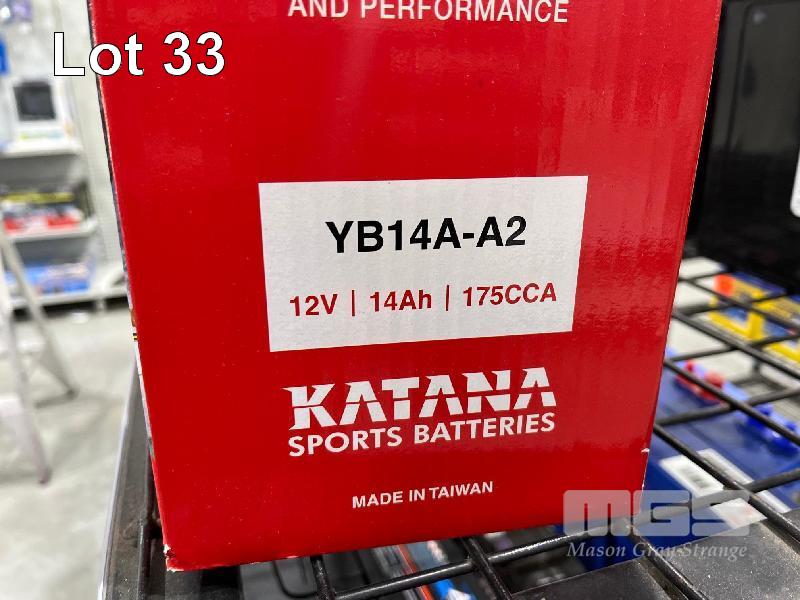 AND PERFORMANCE
Lot 33
YB14A-A2
12V | 14Ah | 175CCA
KATANA
SPORTS BATTERIES
MADE IN TAIWAN
MGS
Mason Gray Strange